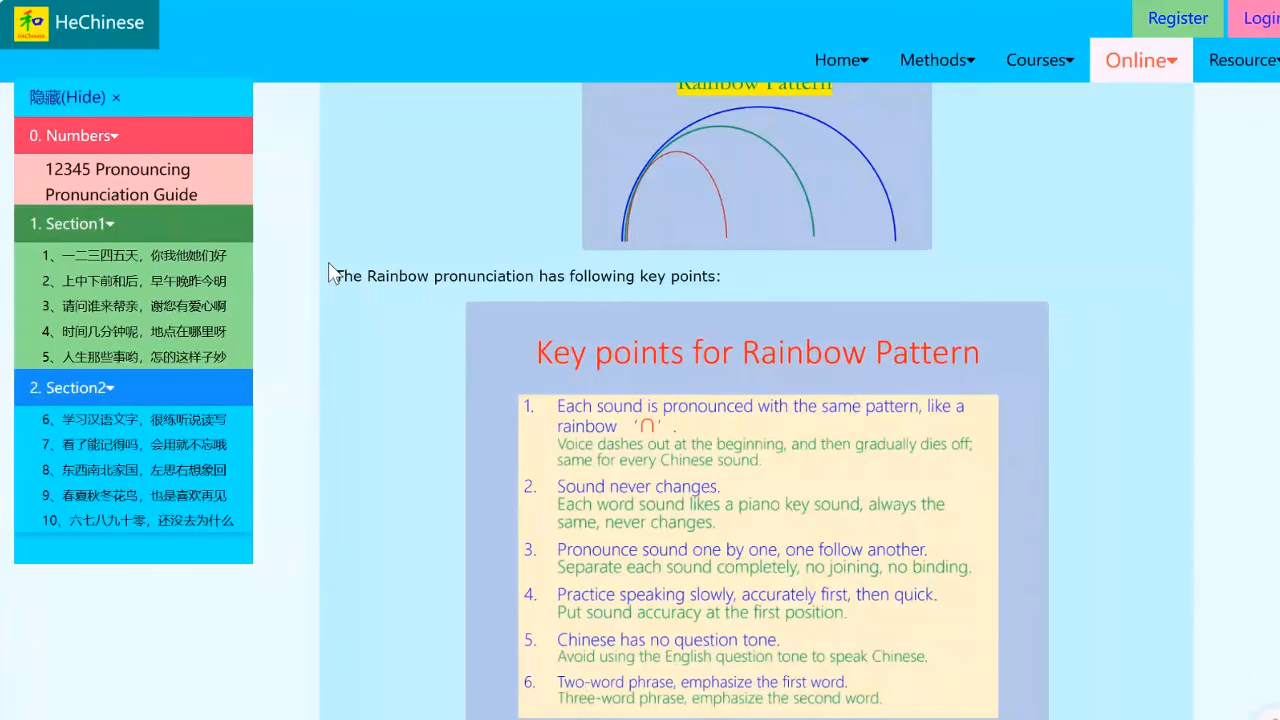 和
HeChinese
HeChinese
Register
Login
Home
Methods
Courses
Online
Resource
隐藏(Hide) ×
0. Numbers
12345 Pronouncing
Pronunciation Guide
1. Section1
1、一二三四五天，你我他她们好
2、上中下前和后，早午晚昨今明
3、请问谁来帮亲，谢您有爱心啊
4、时间几分钟呢，地点在哪里呀
5、人生那些事哟，怎的这样子妙
2. Section2
6、学习汉语文字，很练听说读写
7、看了能记得吗，会用就不忘哦
8、东西南北家国，左思右想象回
9、春夏秋冬花鸟，也是喜欢再见
10、六七八九十零，还没去为什么
Rainbow Pattern
The Rainbow pronunciation has following key points:
Key points for Rainbow Pattern
1. Each sound is pronounced with the same pattern, like a
rainbow '∩' .
Voice dashes out at the beginning, and then gradually dies off;
same for every Chinese sound.
2. Sound never changes.
Each word sound likes a piano key sound, always the
same, never changes.
3. Pronounce sound one by one, one follow another.
Separate each sound completely, no joining, no binding.
4. Practice speaking slowly, accurately first, then quick.
Put sound accuracy at the first position.
5. Chinese has no question tone.
Avoid using the English question tone to speak Chinese.
6. Two-word phrase, emphasize the first word.
Three-word phrase, emphasize the second word.